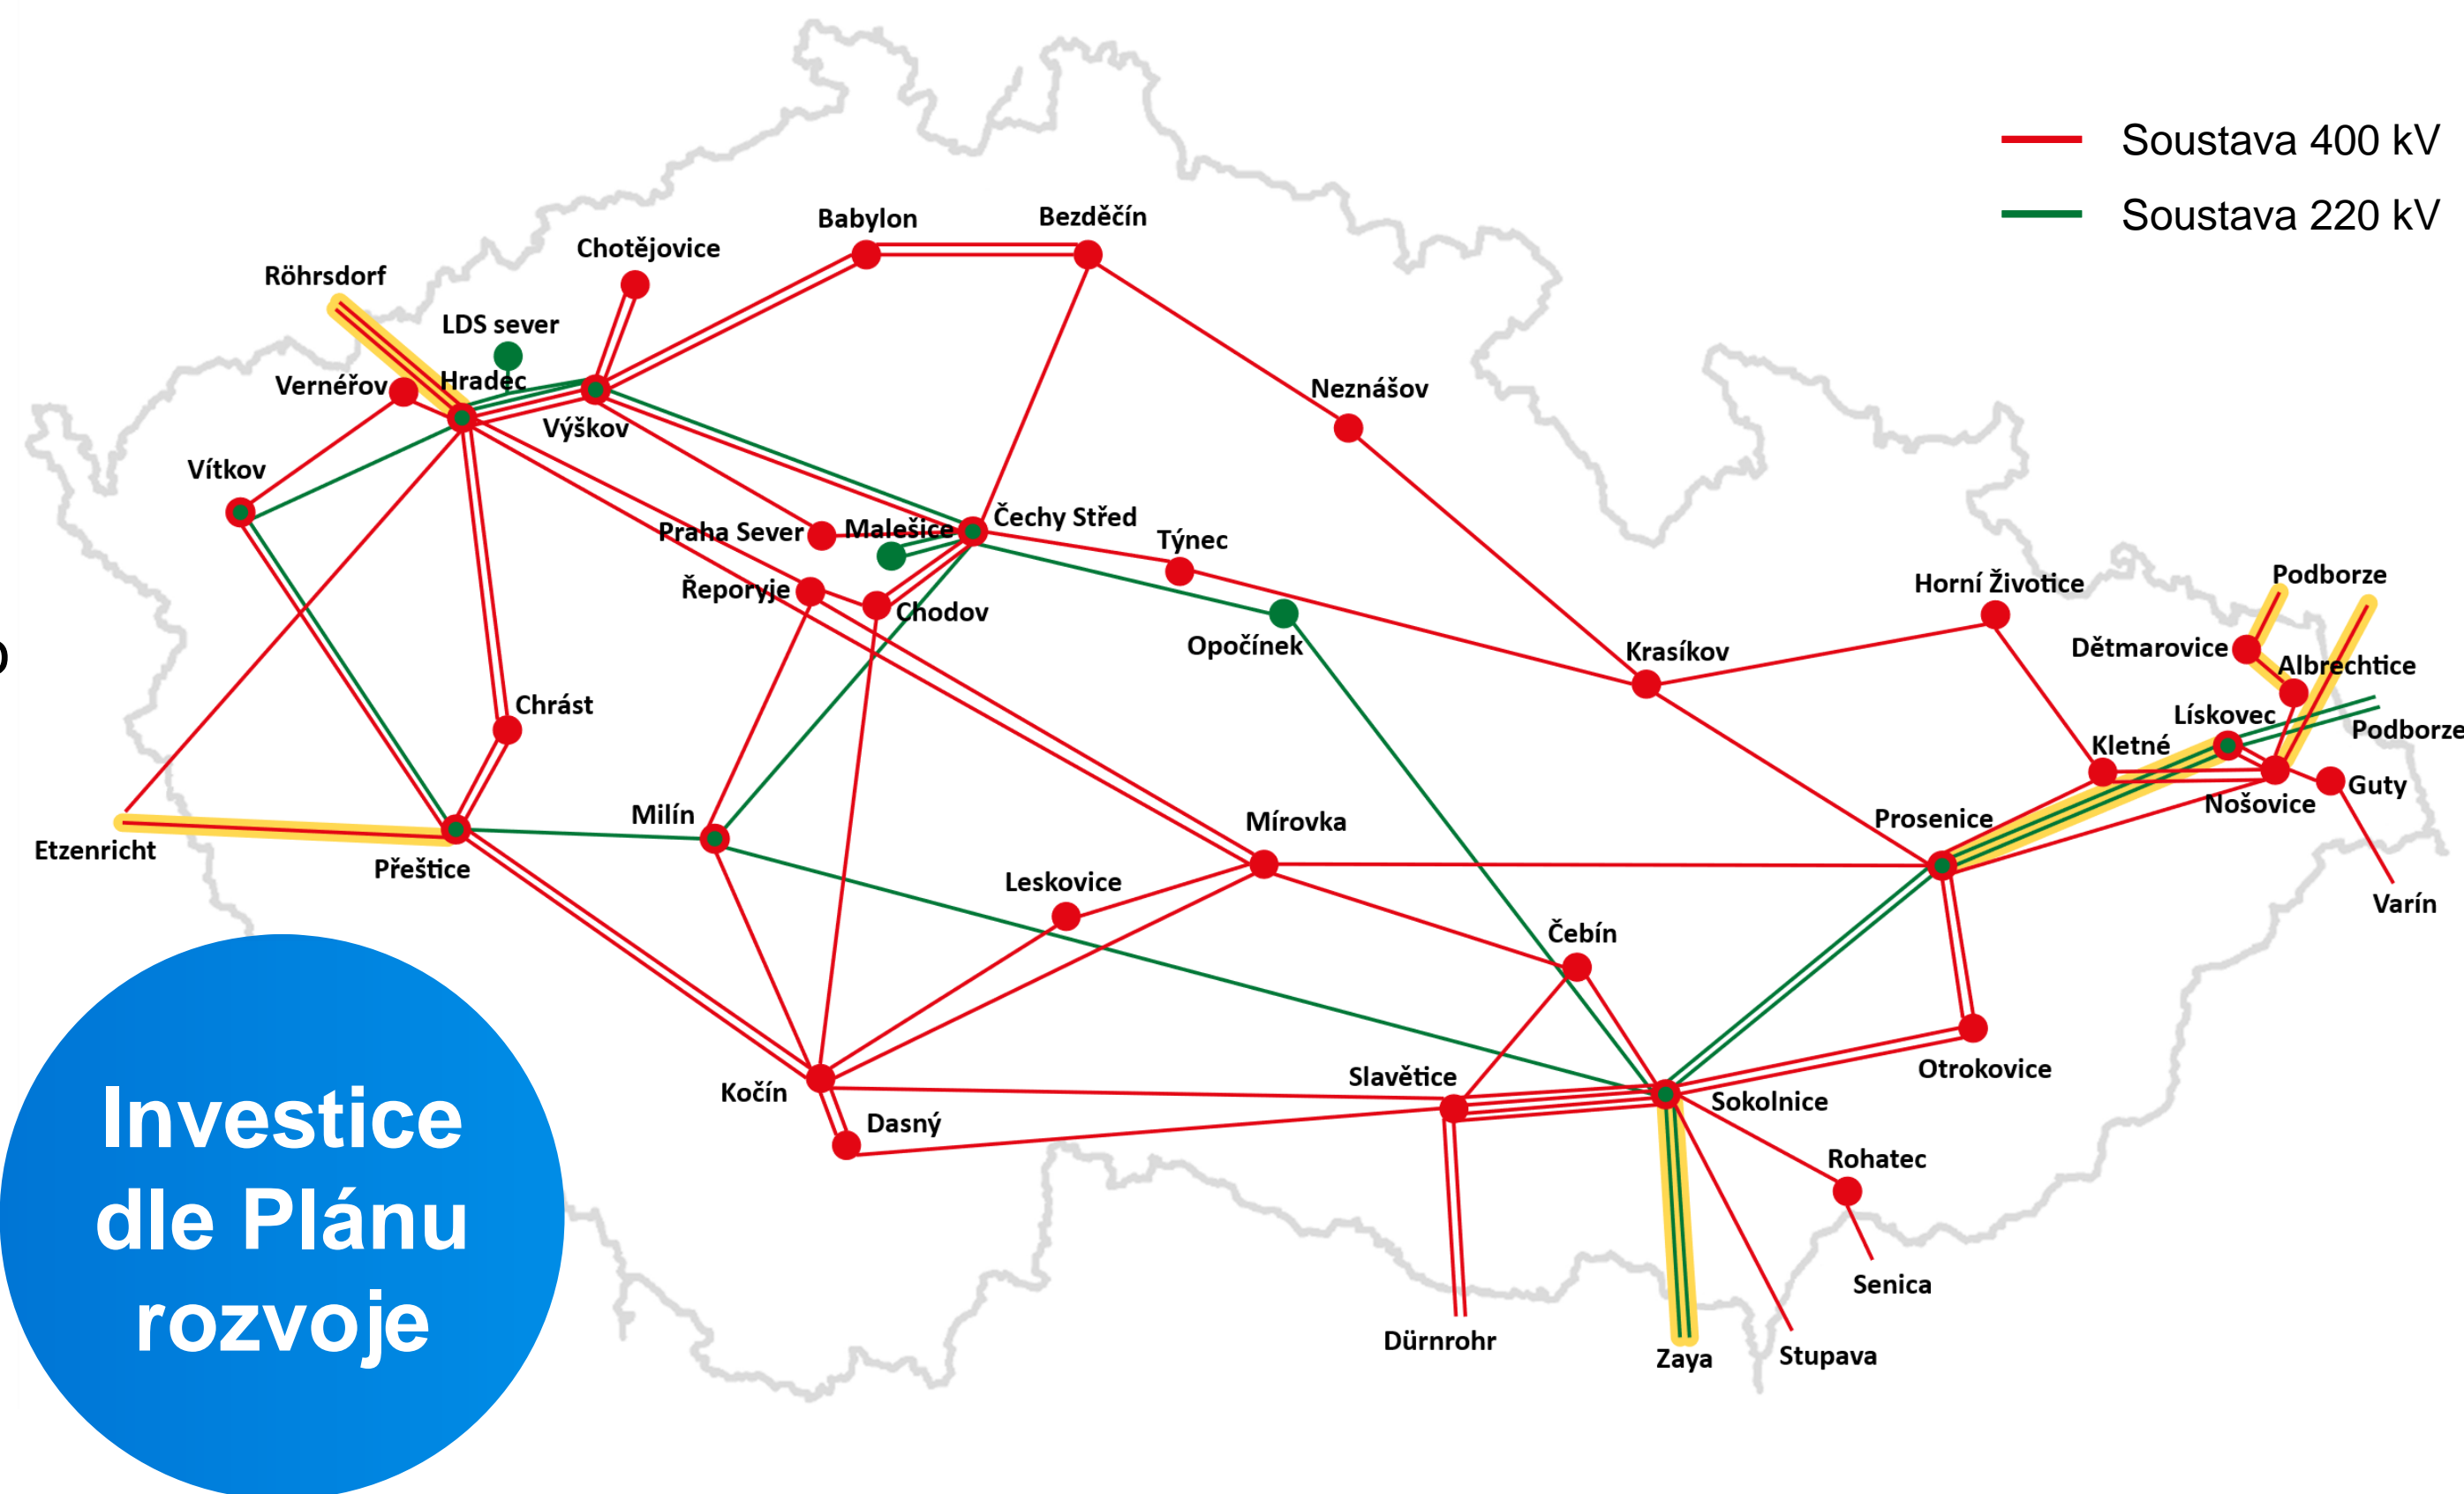 Soustava 400 kV
Soustava 220 kV
Babylon
Bezděčín
Chotějovice
Röhrsdorf
LDS sever
Vernéřov
Hradec
Výškov
Neznášov
Vítkov
Praha Sever
Malešice
Čechy Střed
Týnec
Řeporyje
Chodov
Opočínek
Horní Životice
Podborze
Krasíkov
Dětmarovice
Albrechtice
Chrást
Lískovec
Podborze
Kletné
Guty
Nošovice
Milín
Mírovka
Prosenice
Etzenricht
Přeštice
Leskovice
Varín
Čebín
Kočín
Slavětice
Otrokovice
Sokolnice
Dasný
Rohatec
Senica
Dürnrohr
Zaya
Stupava
Investice
dle Plánu
rozvoje